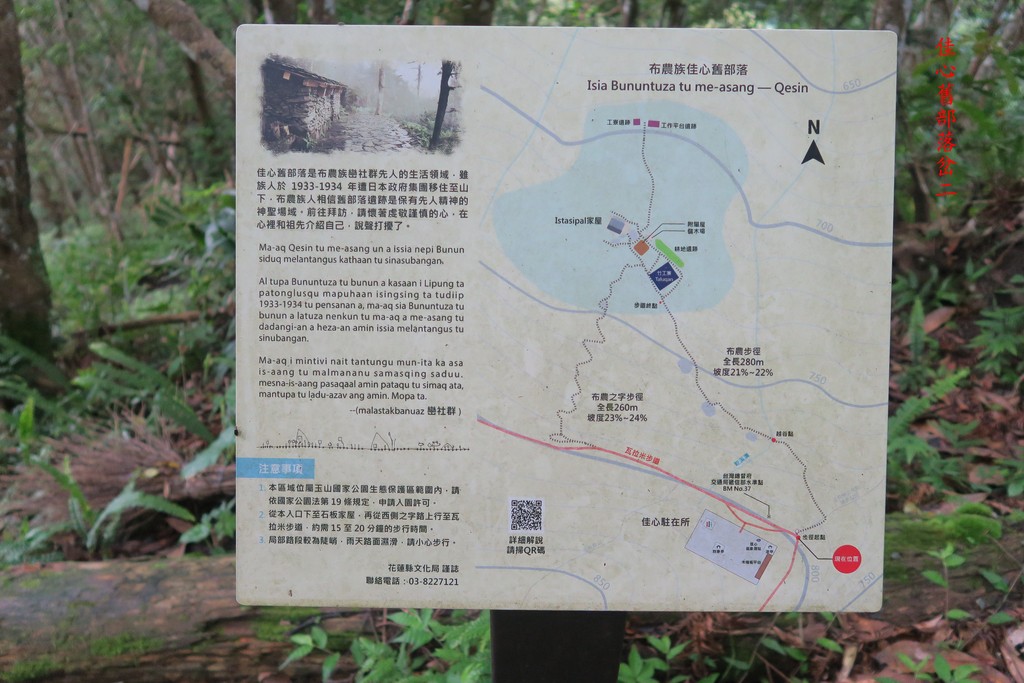 佳心舊部落岔二
布農族佳心舊部落
Isia Bununtuza tu me-asang — Qesin
佳心舊部落是布農族巒社群先人的生活領域，雖
族人於 1933-1934 年遭日本政府集團移住至山
下，布農族人相信舊部落遺跡是保有先人精神的
神聖場域。前往拜訪，請懷著虔敬謹慎的心，在
心裡和祖先介紹自己，說聲打擾了。
Ma-aq Qesin tu me-asang un a issia nepi Bunun
siduq melantangus kathaan tu sinasubangan.
Al tupa Bununtuza tu bunun a kasaan i Lipung ta
patonglusqu mapuhaan isingsing ta tudiip
1933-1934 tu pensanan a, ma-aq sia Bununtuza tu
bunun a latuza nenkun tu ma-aq a me-asang tu
dadangi-an a heza-an amin issia melantangus tu
sinubangan.
Ma-aq i mintivi nait tantungu mun-ita ka asa
is-aang tu malmananu samasqing saduu.
mesna-is-aang pasaqaal amin pataqu tu simaq ata,
mantupa tu ladu-azav ang amin. Mopa ta.
--(malastakbanuaz 巒社群 )
注意事項
1. 本區域位屬玉山國家公園生態保護區範圍內，請
依國家公園法第 19 條規定，申請入園許可。
2. 從本入口下至石板家屋，再從西側之字路上行至瓦
拉米步道，約需 15 至 20 分鐘的步行時間。
3. 局部路段較為陡峭，雨天路面濕滑，請小心步行。
花蓮縣文化局 謹誌
聯絡電話：03-8227121
詳細解說
請掃QR碼
N
工寮遺跡
工作平台遺跡
Istasipal家屋
附屬屋
儲木場
耕地遺跡
竹工寮
步道終點
布農步徑
全長280m
坡度21%~22%
布農之字步徑
全長260m
坡度23%~24%
瓦拉米步道
台灣總督府
交通局遞信部水準點
BM No.37
佳心駐在所
步徑起點
現在位置
650
700
750
800
750
850